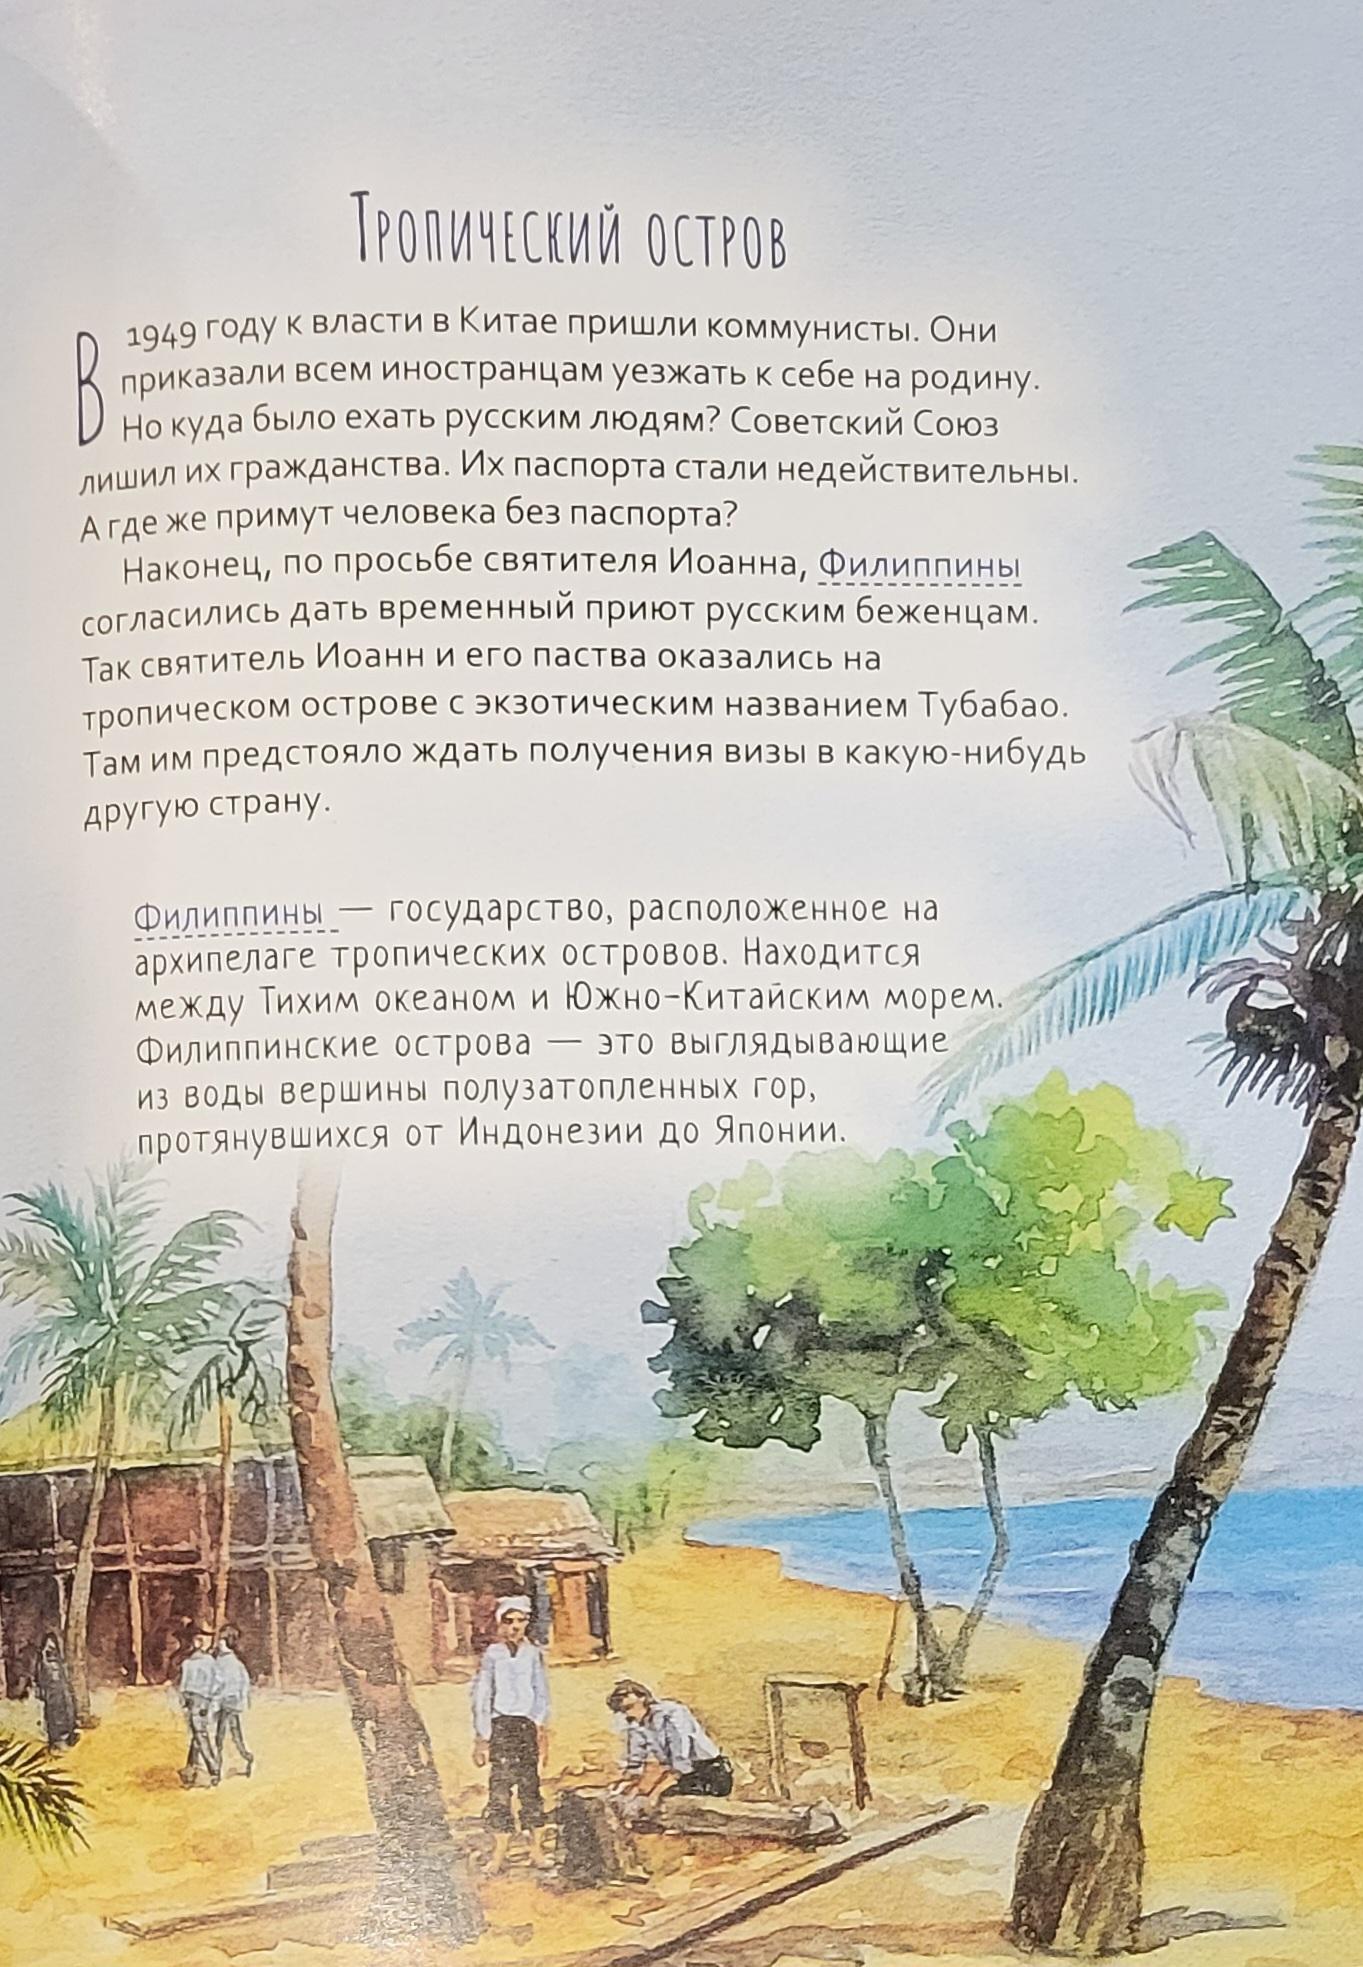 Тропический остров
В 1949 году к власти в Китае пришли коммунисты. Они
приказали всем иностранцам уезжать к себе на родину.
Но куда было ехать русским людям? Советский Союз
лишил их гражданства. Их паспорта стали недействительны.
А где же примут человека без паспорта?
Наконец, по просьбе святителя Иоанна, Филиппины
согласились дать временный приют русским беженцам.
Так святитель Иоанн и его паства оказались на
тропическом острове с экзотическим названием Тубабао.
Там им предстояло ждать получения визы в какую-нибудь
другую страну.
Филиппины — государство, расположенное на
архипелаге тропических островов. Находится
между Тихим океаном и Южно-Китайским морем.
Филиппинские острова — это выглядывающие
из воды вершины полузатопленных гор,
протянувшихся от Индонезии до Японии.